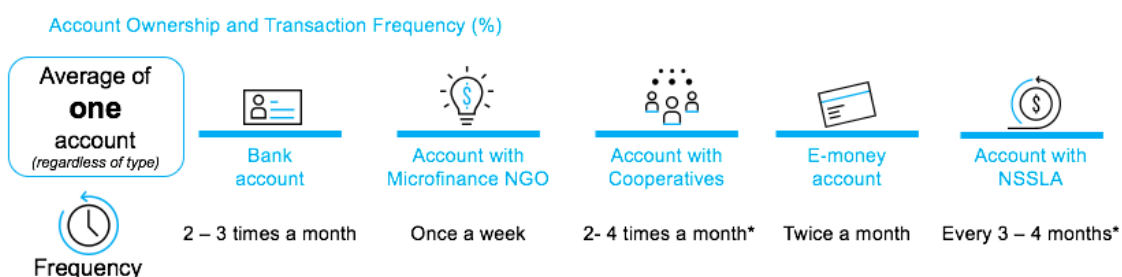 Account Ownership and Transaction Frequency (%)
Average of
one
account
(regardless of type)
Bank
account
Account with
Microfinance NGO
Account with
Cooperatives
E-money
account
Account with
NSSLA
Frequency
2 – 3 times a month
Once a week
2- 4 times a month*
Twice a month
Every 3 – 4 months*